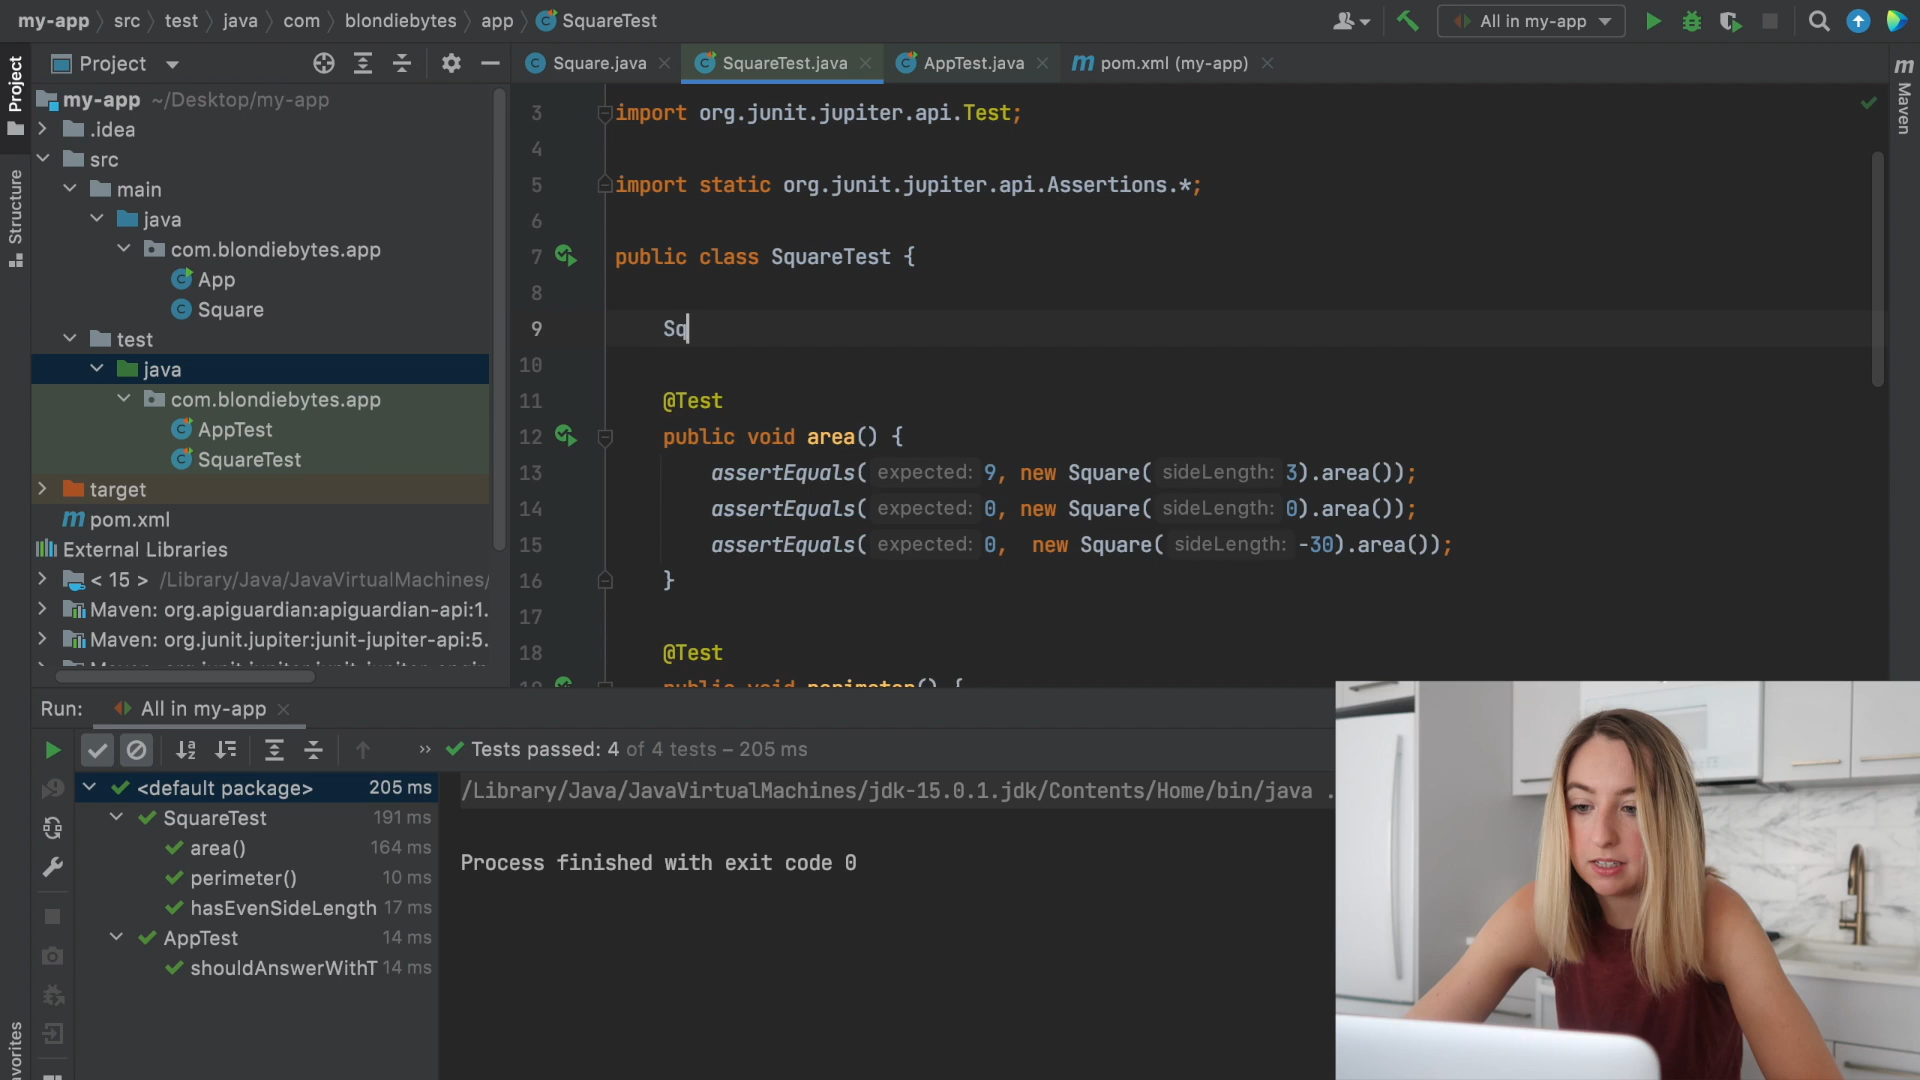 my-app src test java com blondiebytes app SquareTest
All in my-app
Project
Square.java SquareTest.java AppTest.java pom.xml (my-app)
Project
Structure
Maven
my-app ~/Desktop/my-app
.idea
src
main
java
com.blondiebytes.app
App
Square
test
java
com.blondiebytes.app
AppTest
SquareTest
target
pom.xml
External Libraries
< 15 > /Library/Java/JavaVirtualMachines/
Maven: org.apiguardian:apiguardian-api:1.
Maven: org.junit.jupiter:junit-jupiter-api:5.
3 import org.junit.jupiter.api.Test;
4
5 import static org.junit.jupiter.api.Assertions.*;
6
7 public class SquareTest {
8
9 Sq
10
11 @Test
12 public void area() {
13 assertEquals( expected: 9, new Square( sideLength: 3).area());
14 assertEquals( expected: 0, new Square( sideLength: 0).area());
15 assertEquals( expected: 0, new Square( sideLength: -30).area());
16 }
17
18 @Test
19 public void perimeter() {
Run: All in my-app
Tests passed: 4 of 4 tests – 205 ms
<default package> 205 ms
SquareTest 191 ms
area() 164 ms
perimeter() 10 ms
hasEvenSideLength 17 ms
AppTest 14 ms
shouldAnswerWithT 14 ms
/Library/Java/JavaVirtualMachines/jdk-15.0.1.jdk/Contents/Home/bin/java .
Process finished with exit code 0